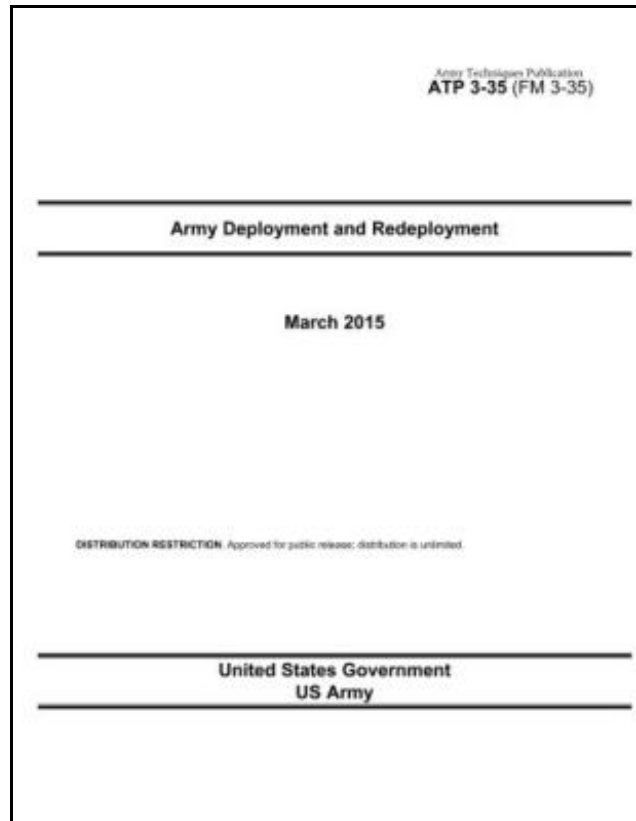 Army Techniques Publication
ATP 3-35 (FM 3-35)
Army Deployment and Redeployment
March 2015
DISTRIBUTION RESTRICTION. Approved for public release; distribution is unlimited.
United States Government
US Army